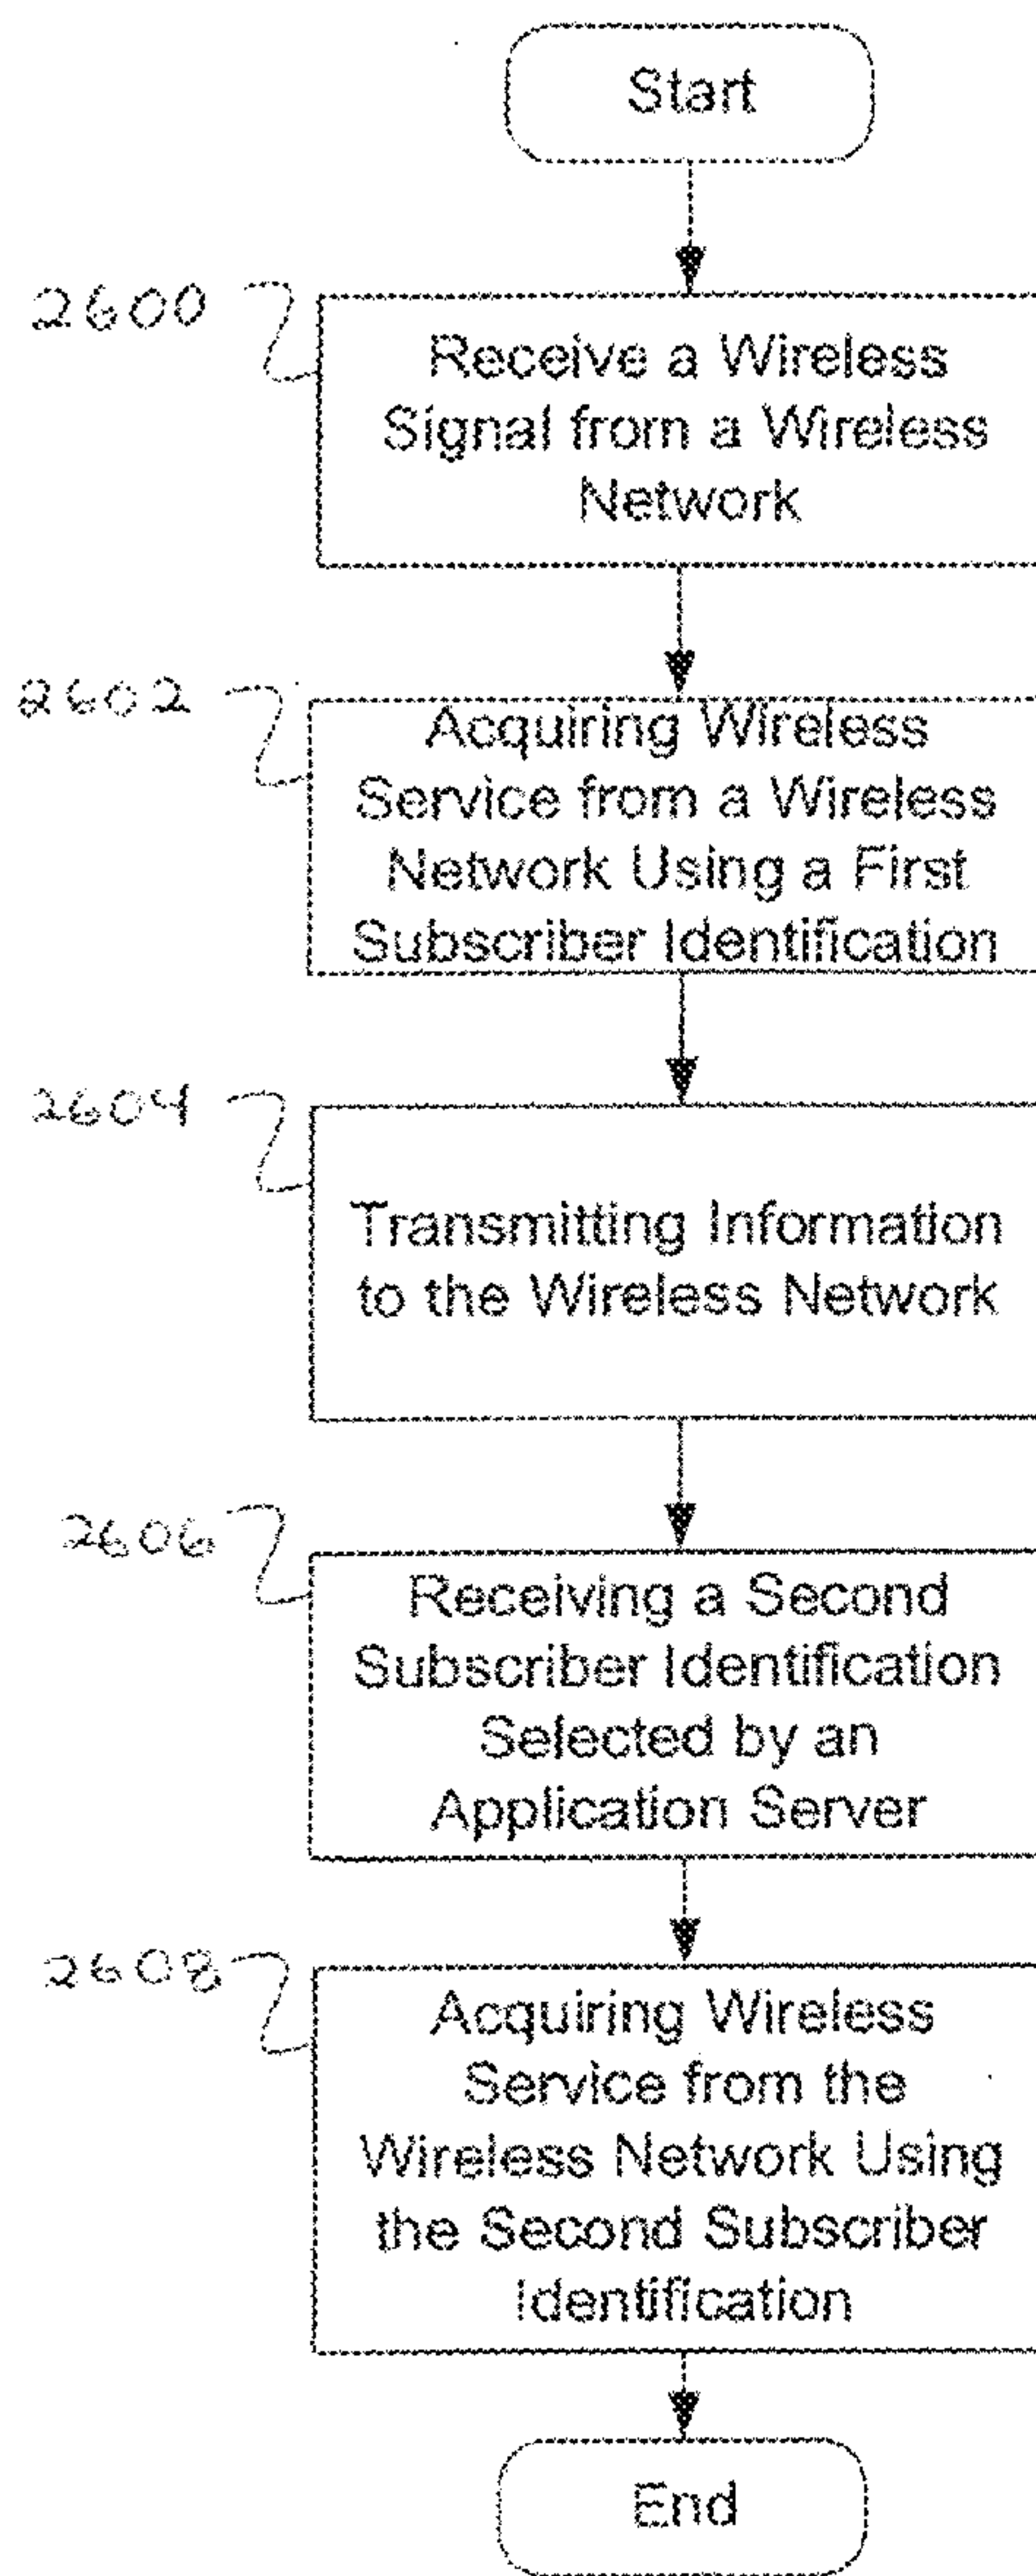 Start
2600
Receive a Wireless
Signal from a Wireless
Network
2602
Acquiring Wireless
Service from a Wireless
Network Using a First
Subscriber Identification
2604
Transmitting Information
to the Wireless Network
2606
Receiving a Second
Subscriber Identification
Selected by an
Application Server
2608
Acquiring Wireless
Service from the
Wireless Network Using
the Second Subscriber
Identification
End